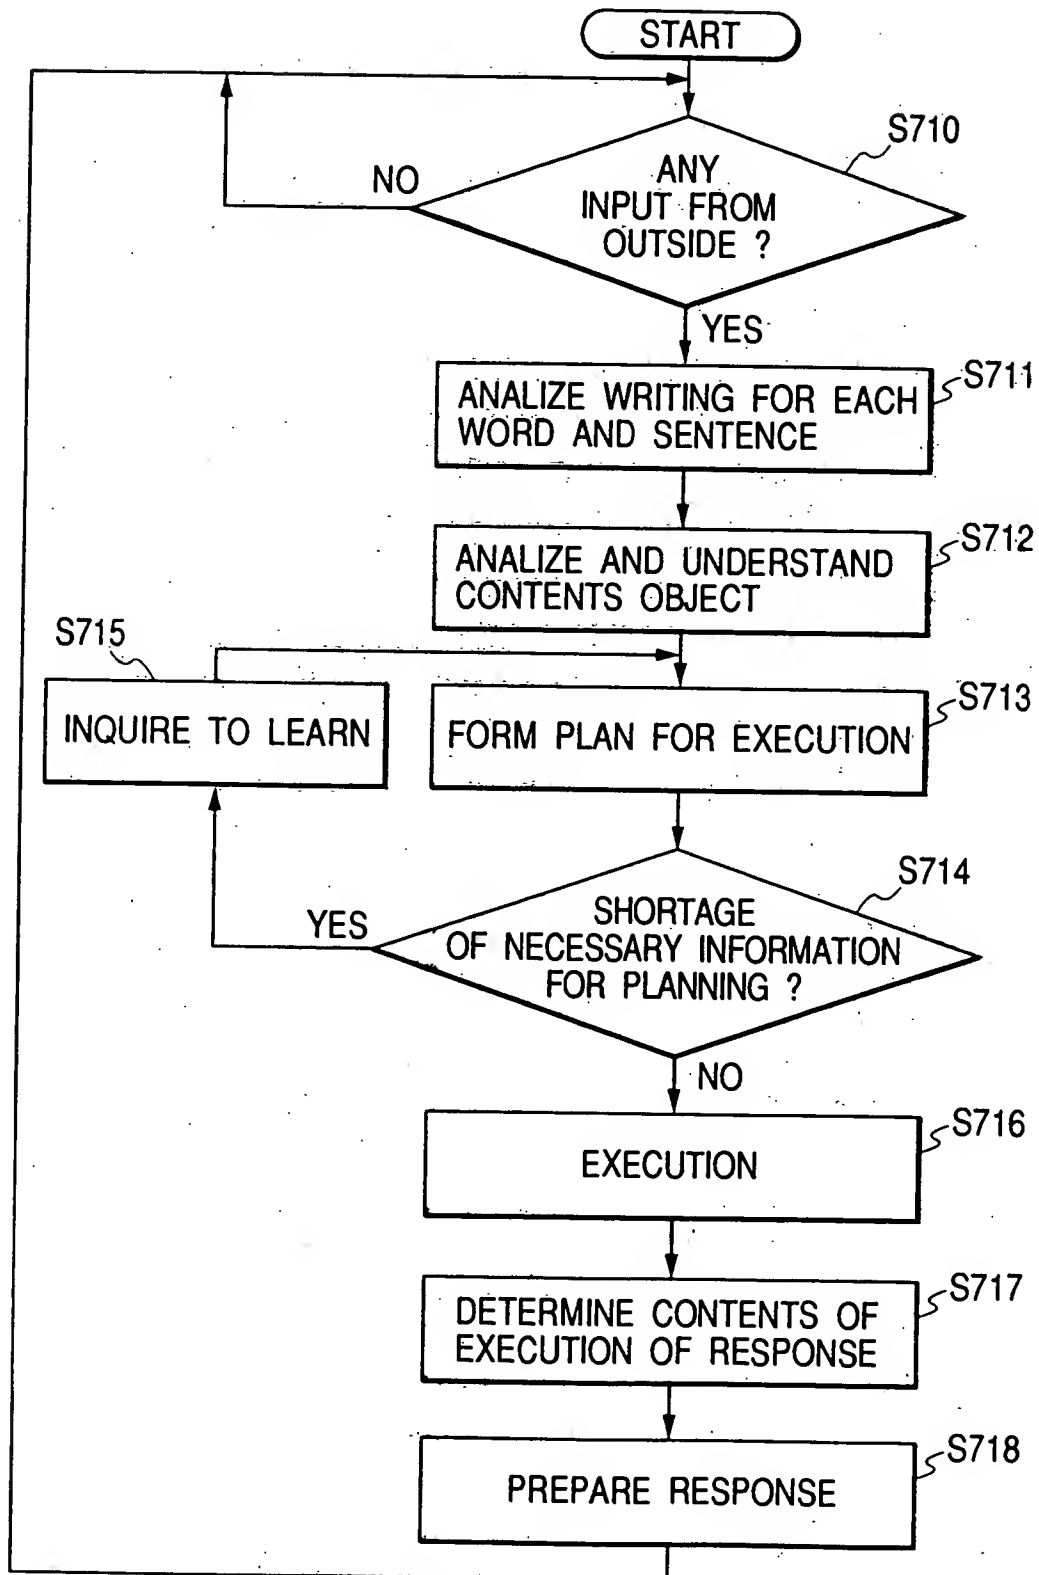 START
S710
NO
ANY
INPUT FROM
OUTSIDE ?
YES
S711
ANALIZE WRITING FOR EACH
WORD AND SENTENCE
S712
ANALIZE AND UNDERSTAND
CONTENTS OBJECT
S715
INQUIRE TO LEARN
S713
FORM PLAN FOR EXECUTION
S714
YES
SHORTAGE
OF NECESSARY INFORMATION
FOR PLANNING ?
NO
S716
EXECUTION
S717
DETERMINE CONTENTS OF
EXECUTION OF RESPONSE
S718
PREPARE RESPONSE